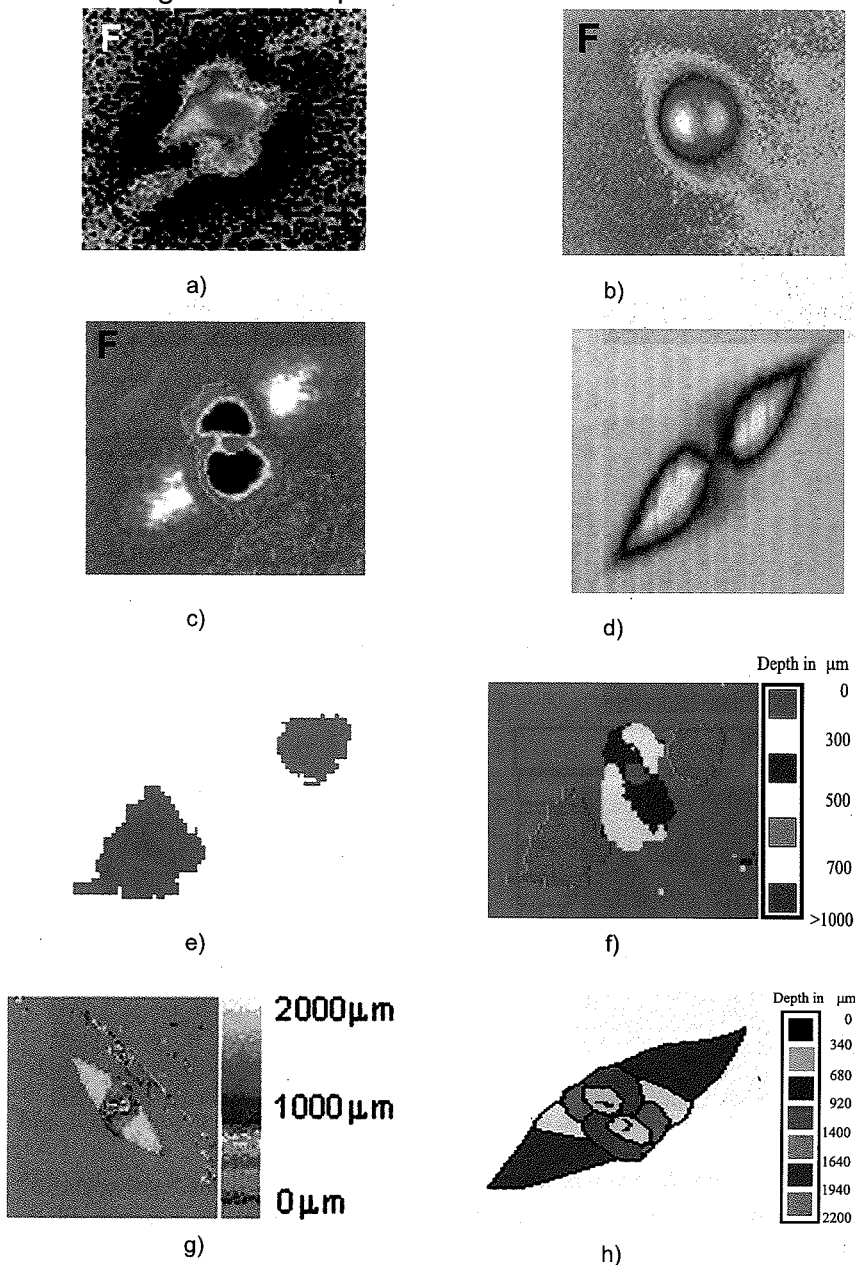 F
F
a)
b)
F
c)
d)
Depth in μm
0
300
500
700
>1000
e)
f)
2000μm
1000μm
0μm
g)
Depth in μm
0
340
680
920
1400
1640
1940
2200
h)